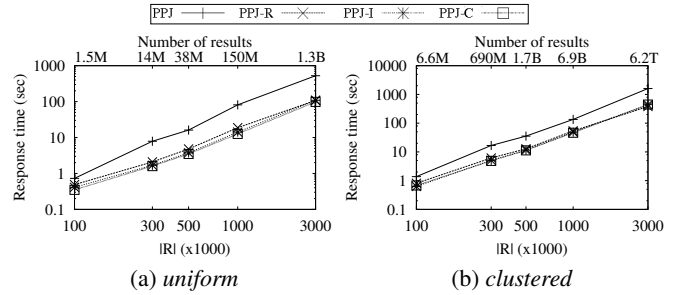 PPJ PPJ-R PPJ-I PPJ-C
Number of results
1.5M 14M 38M 150M 1.3B
Response time (sec)
1000
100
10
1
0.1
100 300 500 1000 3000
|R| (x1000)
(a) uniform
Number of results
6.6M 690M 1.7B 6.9B 6.2T
Response time (sec)
10000
1000
100
10
1
0.1
100 300 500 1000 3000
|R| (x1000)
(b) clustered